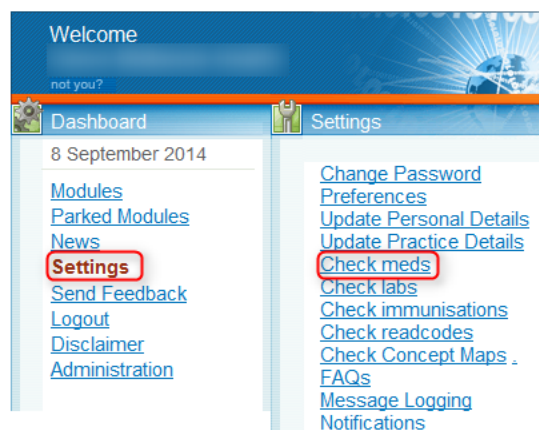 Welcome
not you?
Dashboard
8 September 2014
Modules
Parked Modules
News
Settings
Send Feedback
Logout
Disclaimer
Administration
Settings
Change Password
Preferences
Update Personal Details
Update Practice Details
Check meds
Check labs
Check immunisations
Check readcodes
Check Concept Maps .
FAQs
Message Logging
Notifications